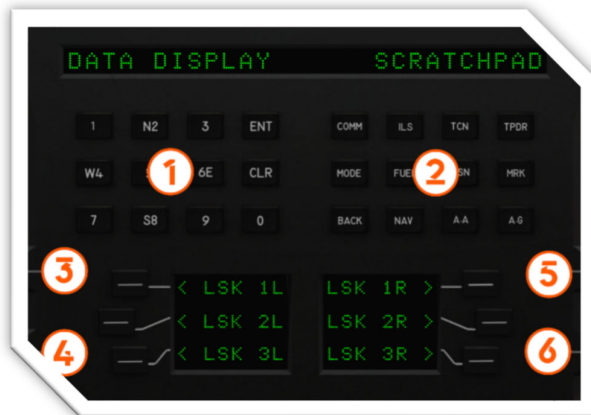 DATA DISPLAY SCRATCHPAD
1 N2 3 ENT COMM ILS TCN TPDR
W4 1 6E CLR MODE 2 MRK
7 S8 9 0 BACK NAV A-A A-G
3 5
< LSK 1L LSK 1R >
< LSK 2L LSK 2R >
4 6
< LSK 3L LSK 3R >